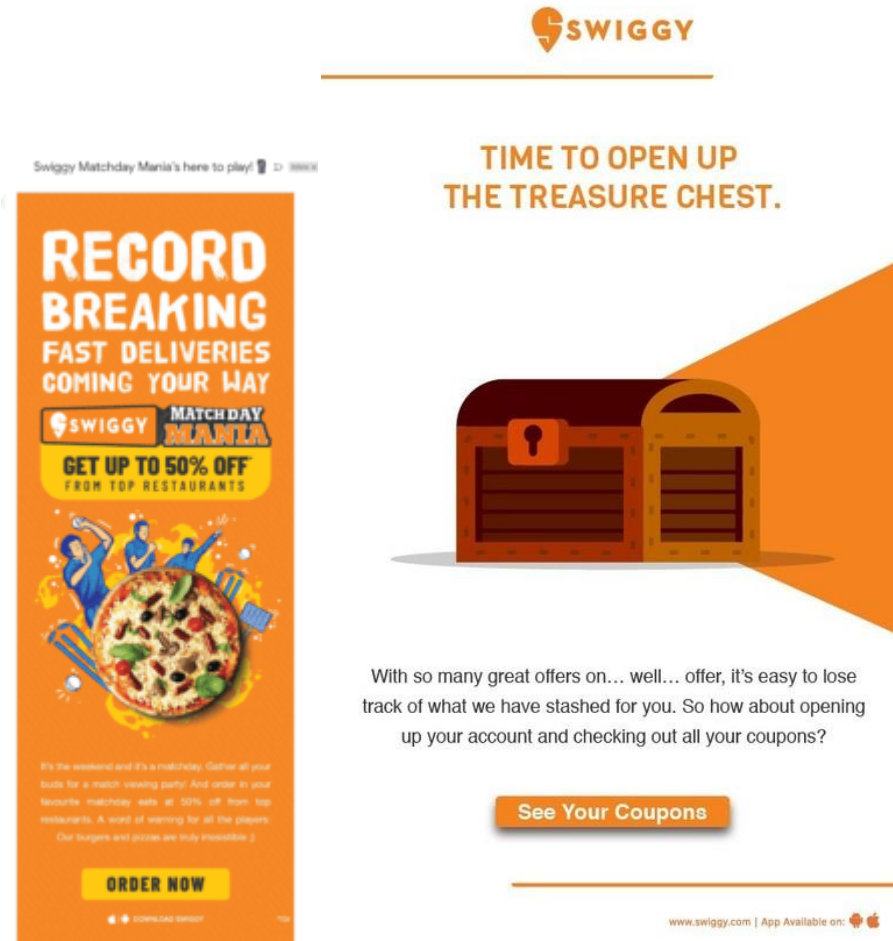 Swiggy Matchday Mania's here to play!
RECORD
BREAKING
FAST DELIVERIES
COMING YOUR WAY
SWIGGY
MATCHDAY
MANIA
GET UP TO 50% OFF
FROM TOP RESTAURANTS
It's the weekend and it's a matchday. Gather all your
buds for a match viewing party! And order in your
favourite matchday eats at 50% off from top
restaurants. A word of warning for all the players:
Our burgers and pizzas are truly irresistible :)
ORDER NOW
DOWNLOAD SWIGGY
SWIGGY
TIME TO OPEN UP
THE TREASURE CHEST.
With so many great offers on... well... offer, it's easy to lose
track of what we have stashed for you. So how about opening
up your account and checking out all your coupons?
See Your Coupons
www.swiggy.com | App Available on: